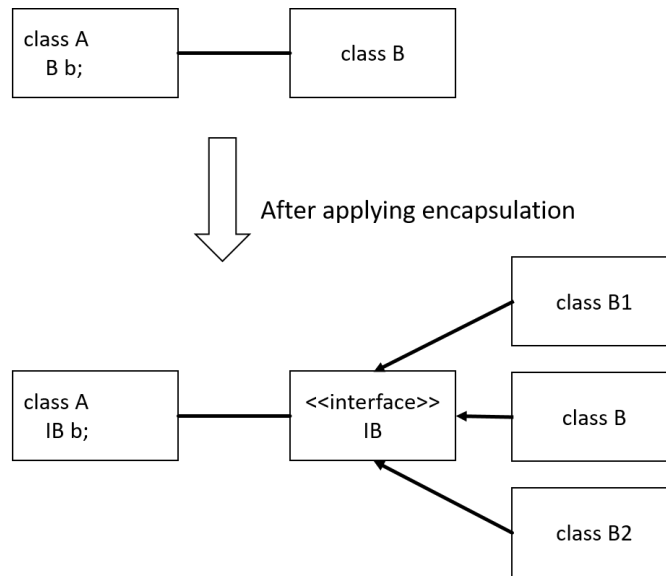 class A
B b;
class B
After applying encapsulation
class B1
class A
IB b;
<<interface>>
IB
class B
class B2